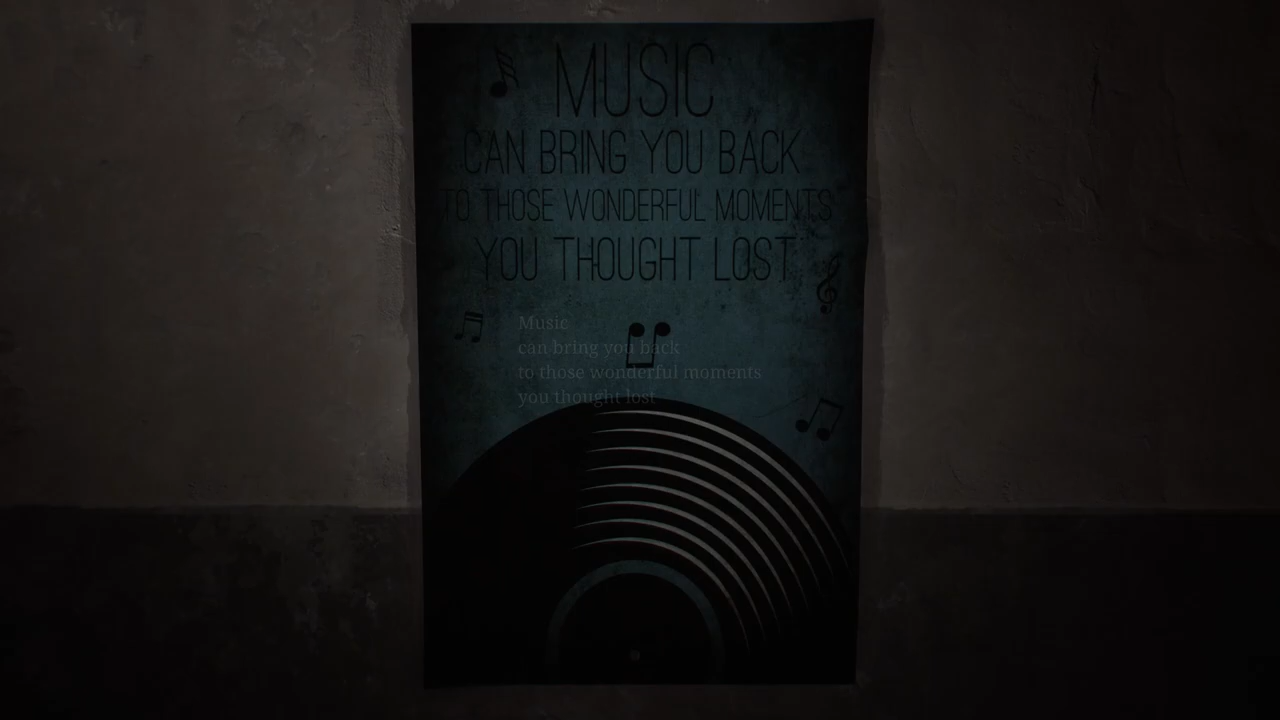 MUSIC
CAN BRING YOU BACK
TO THOSE WONDERFUL MOMENTS
YOU THOUGHT LOST
Music
can bring you back
to those wonderful moments
you thought lost